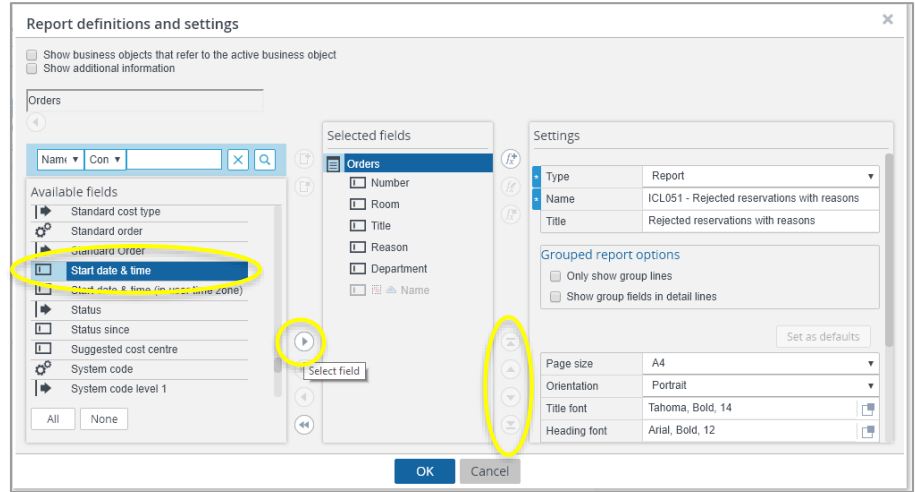 Report definitions and settings
Show business objects that refer to the active business object
Show additional information
Orders
Name
Con
Available fields
Standard cost type
Standard order
Standard Order
Start date & time
Start date & time (in user time zone)
Status
Status since
Suggested cost centre
System code
System code level 1
All
None
Select field
Selected fields
Orders
Number
Room
Title
Reason
Department
Name
Settings
Type Report
Name ICL051 - Rejected reservations with reasons
Title Rejected reservations with reasons
Grouped report options
Only show group lines
Show group fields in detail lines
Set as defaults
Page size A4
Orientation Portrait
Title font Tahoma, Bold, 14
Heading font Arial, Bold, 12
OK
Cancel